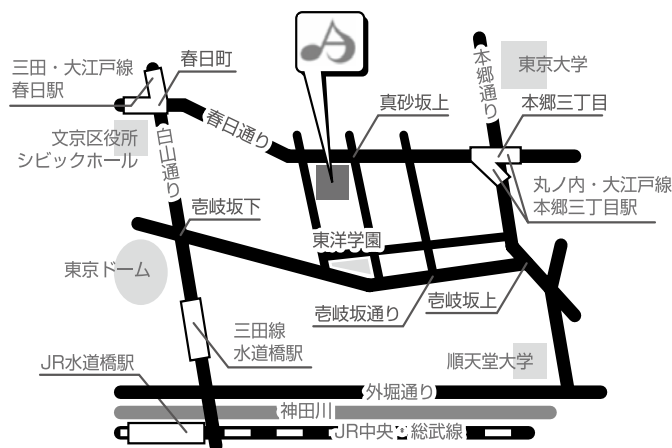 三田・大江戸線
春日駅
春日町
文京区役所
シビックホール
白山通り
春日通り
真砂坂上
本郷通り
東京大学
本郷三丁目
丸ノ内・大江戸線
本郷三丁目駅
壱岐坂下
東洋学園
東京ドーム
壱岐坂通り
壱岐坂上
三田線
水道橋駅
順天堂大学
JR水道橋駅
外堀通り
神田川
JR中央・総武線